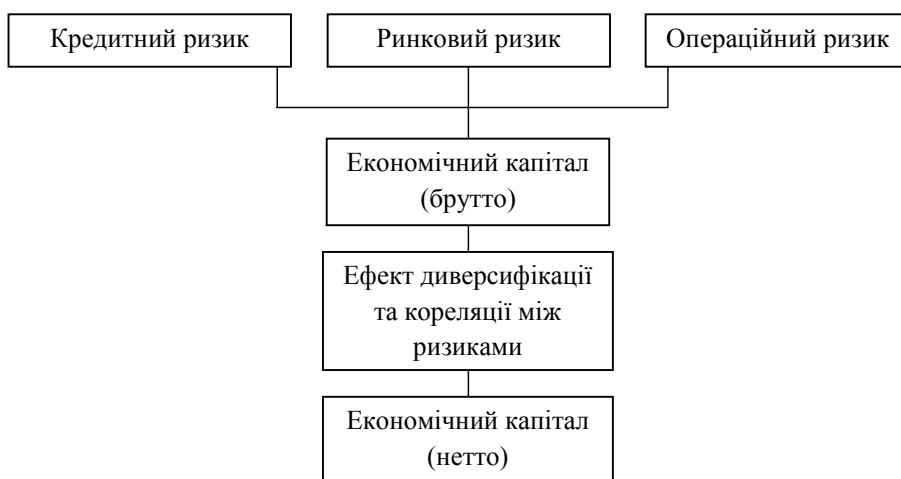 Кредитний ризик
Ринковий ризик
Операційний ризик
Економічний капітал
(брутто)
Ефект диверсифікації
та кореляції між
ризиками
Економічний капітал
(нетто)